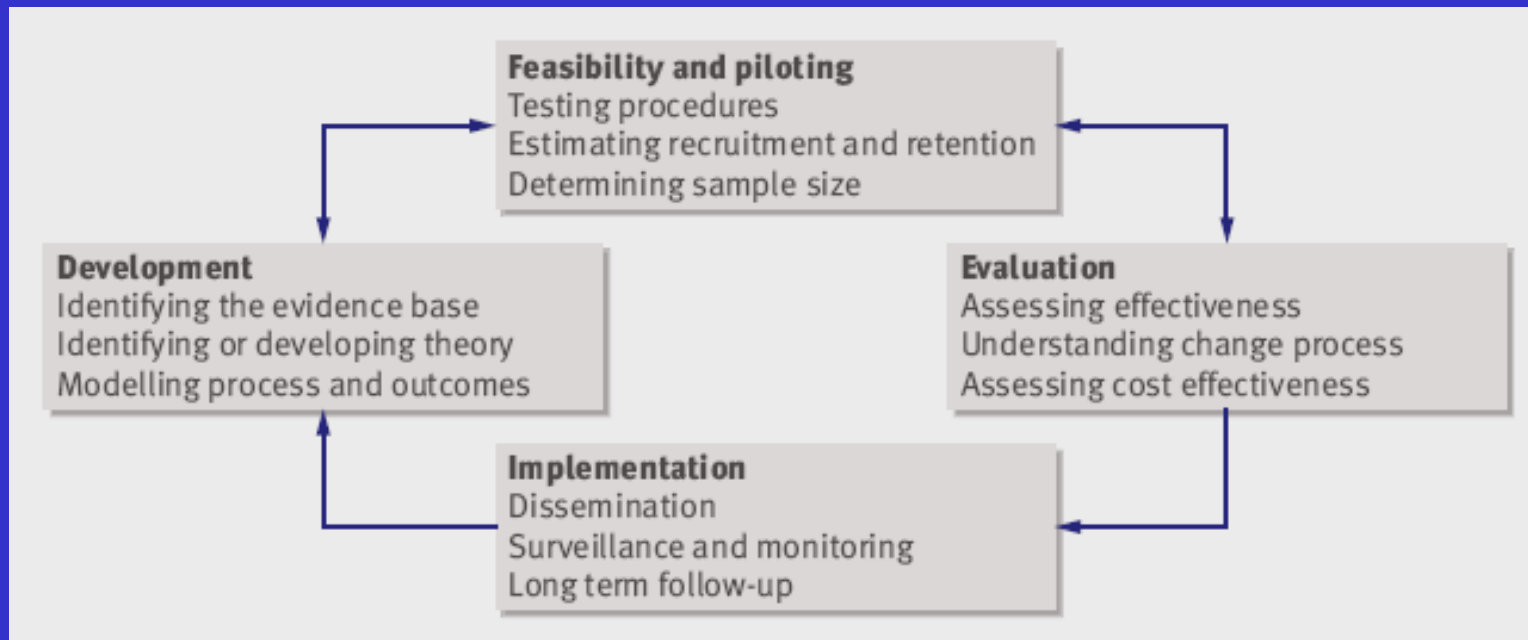 Feasibility and piloting
Testing procedures
Estimating recruitment and retention
Determining sample size
Development
Identifying the evidence base
Identifying or developing theory
Modelling process and outcomes
Evaluation
Assessing effectiveness
Understanding change process
Assessing cost effectiveness
Implementation
Dissemination
Surveillance and monitoring
Long term follow-up